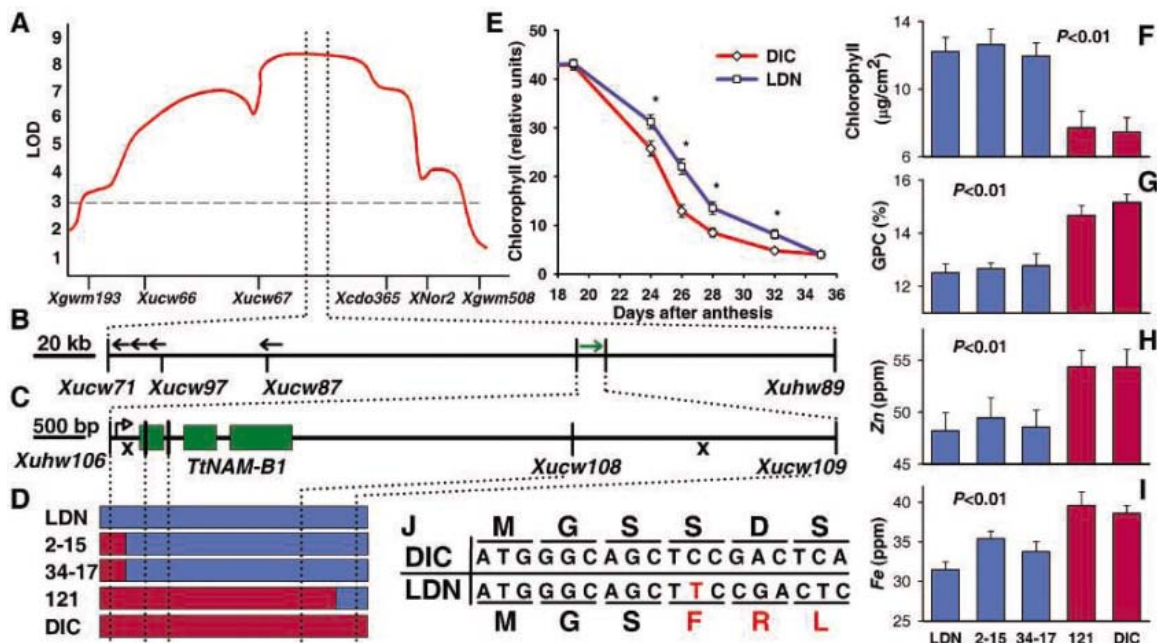 A
9
8
7
6
5
4
3
2
1
LOD
Xgwm193
Xucw66
Xucw67
Xcdo365
XNor2
Xgwm508
B
20 kb
Xucw71
Xucw97
Xucw87
Xuhw89
C
500 bp
Xuhw106
x
TtNAM-B1
Xucw108
x
Xucw109
D
LDN
2-15
34-17
121
DIC
E
50
40
30
20
10
0
Chlorophyll (relative units)
DIC
LDN
*
*
*
*
18 20 22 24 26 28 30 32 34 36
Days after anthesis
J
M G S S D S
DIC
ATGGGCAGCTCCGACTCA
LDN
ATGGGCAGCTTCCGACTC
M G S F R L
F
14
12
10
6
Chlorophyll
(µg/cm²)
P<0.01
G
16
14
12
GPC (%)
P<0.01
H
55
50
45
Zn (ppm)
P<0.01
I
40
35
30
25
Fe (ppm)
P<0.01
LDN 2-15 34-17 121 DIC